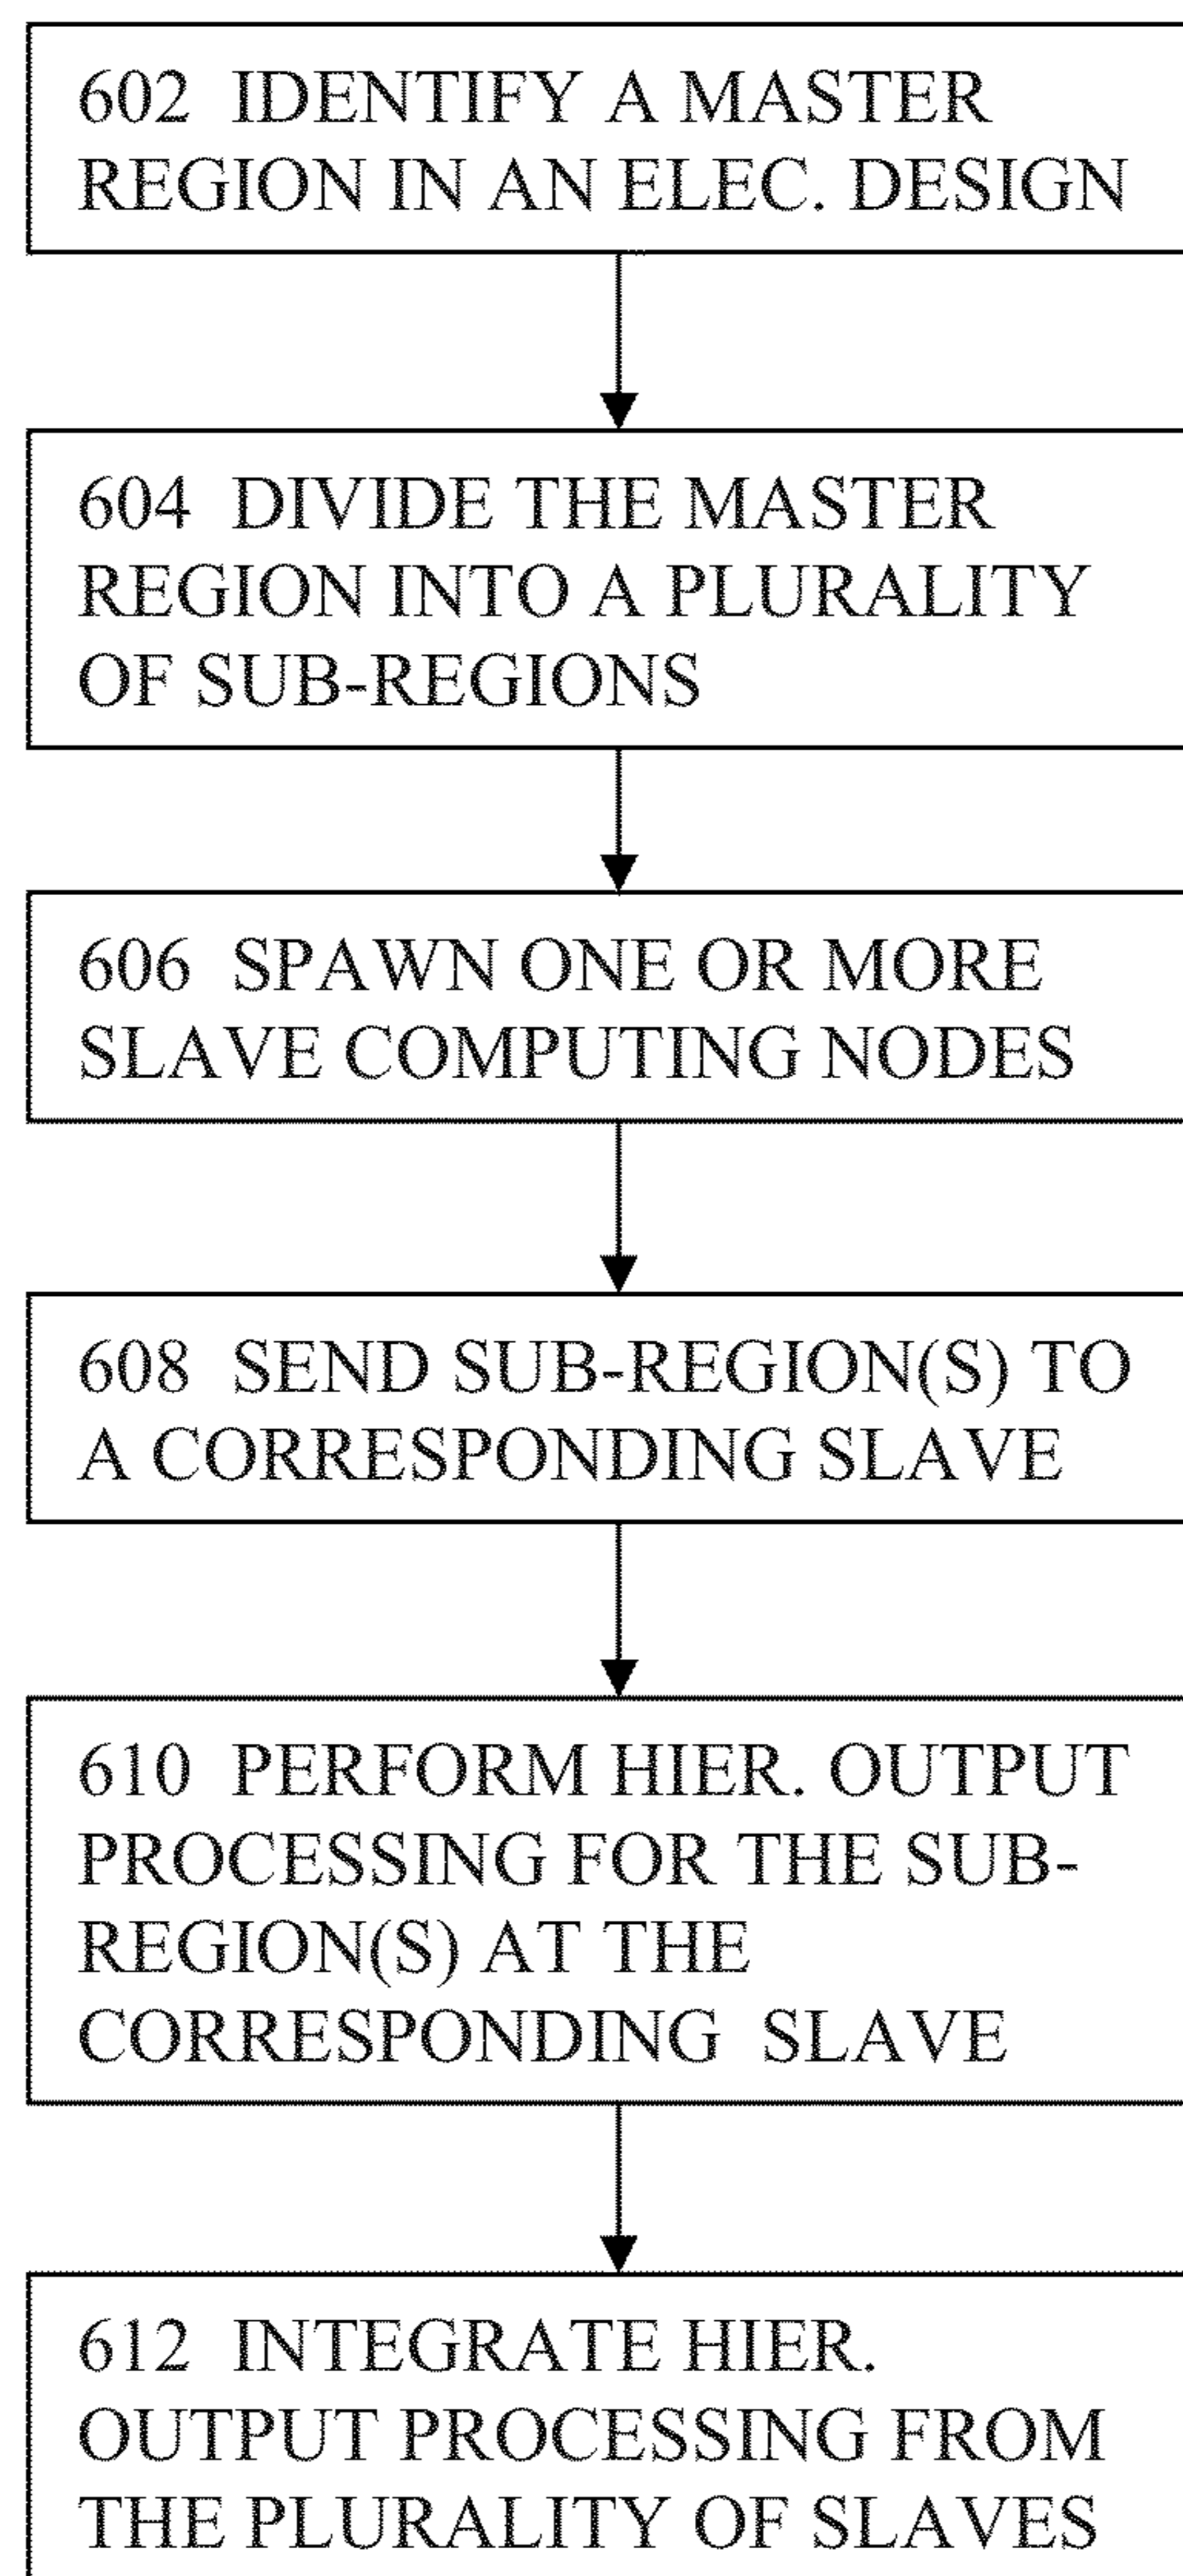 602 IDENTIFY A MASTER
REGION IN AN ELEC. DESIGN
604 DIVIDE THE MASTER
REGION INTO A PLURALITY
OF SUB-REGIONS
606 SPAWN ONE OR MORE
SLAVE COMPUTING NODES
608 SEND SUB-REGION(S) TO
A CORRESPONDING SLAVE
610 PERFORM HIER. OUTPUT
PROCESSING FOR THE SUB-
REGION(S) AT THE
CORRESPONDING SLAVE
612 INTEGRATE HIER.
OUTPUT PROCESSING FROM
THE PLURALITY OF SLAVES